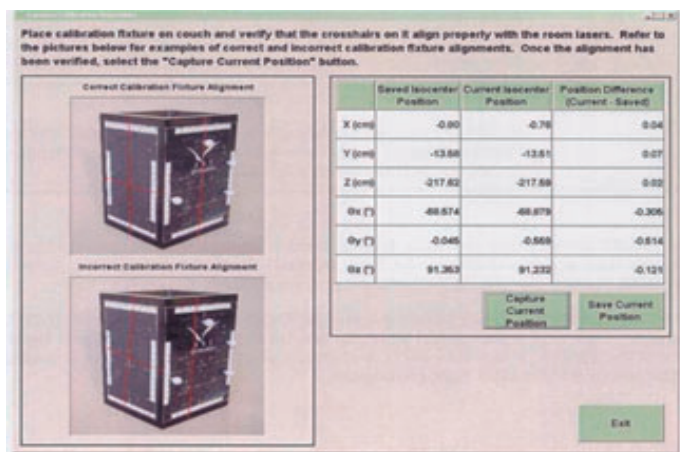 Place calibration fixture on couch and verify that the crosshairs on it align properly with the room lasers. Refer to
the pictures below for examples of correct and incorrect calibration fixture alignments. Once the alignment has
been verified, select the "Capture Current Position" button.
Correct Calibration Fixture Alignment
Saved Isocenter Position Current Isocenter Position Position Difference (Current - Saved)
X (cm) -0.80 -0.76 0.04
Y (cm) -13.58 -13.51 0.07
Z (cm) -217.62 -217.59 0.02
Θx (°) -68.574 -68.879 -0.305
Θy (°) -0.046 -0.559 -0.514
Θz (°) 91.353 91.232 -0.121
Incorrect Calibration Fixture Alignment
Capture
Current
Position
Save Current
Position
Exit